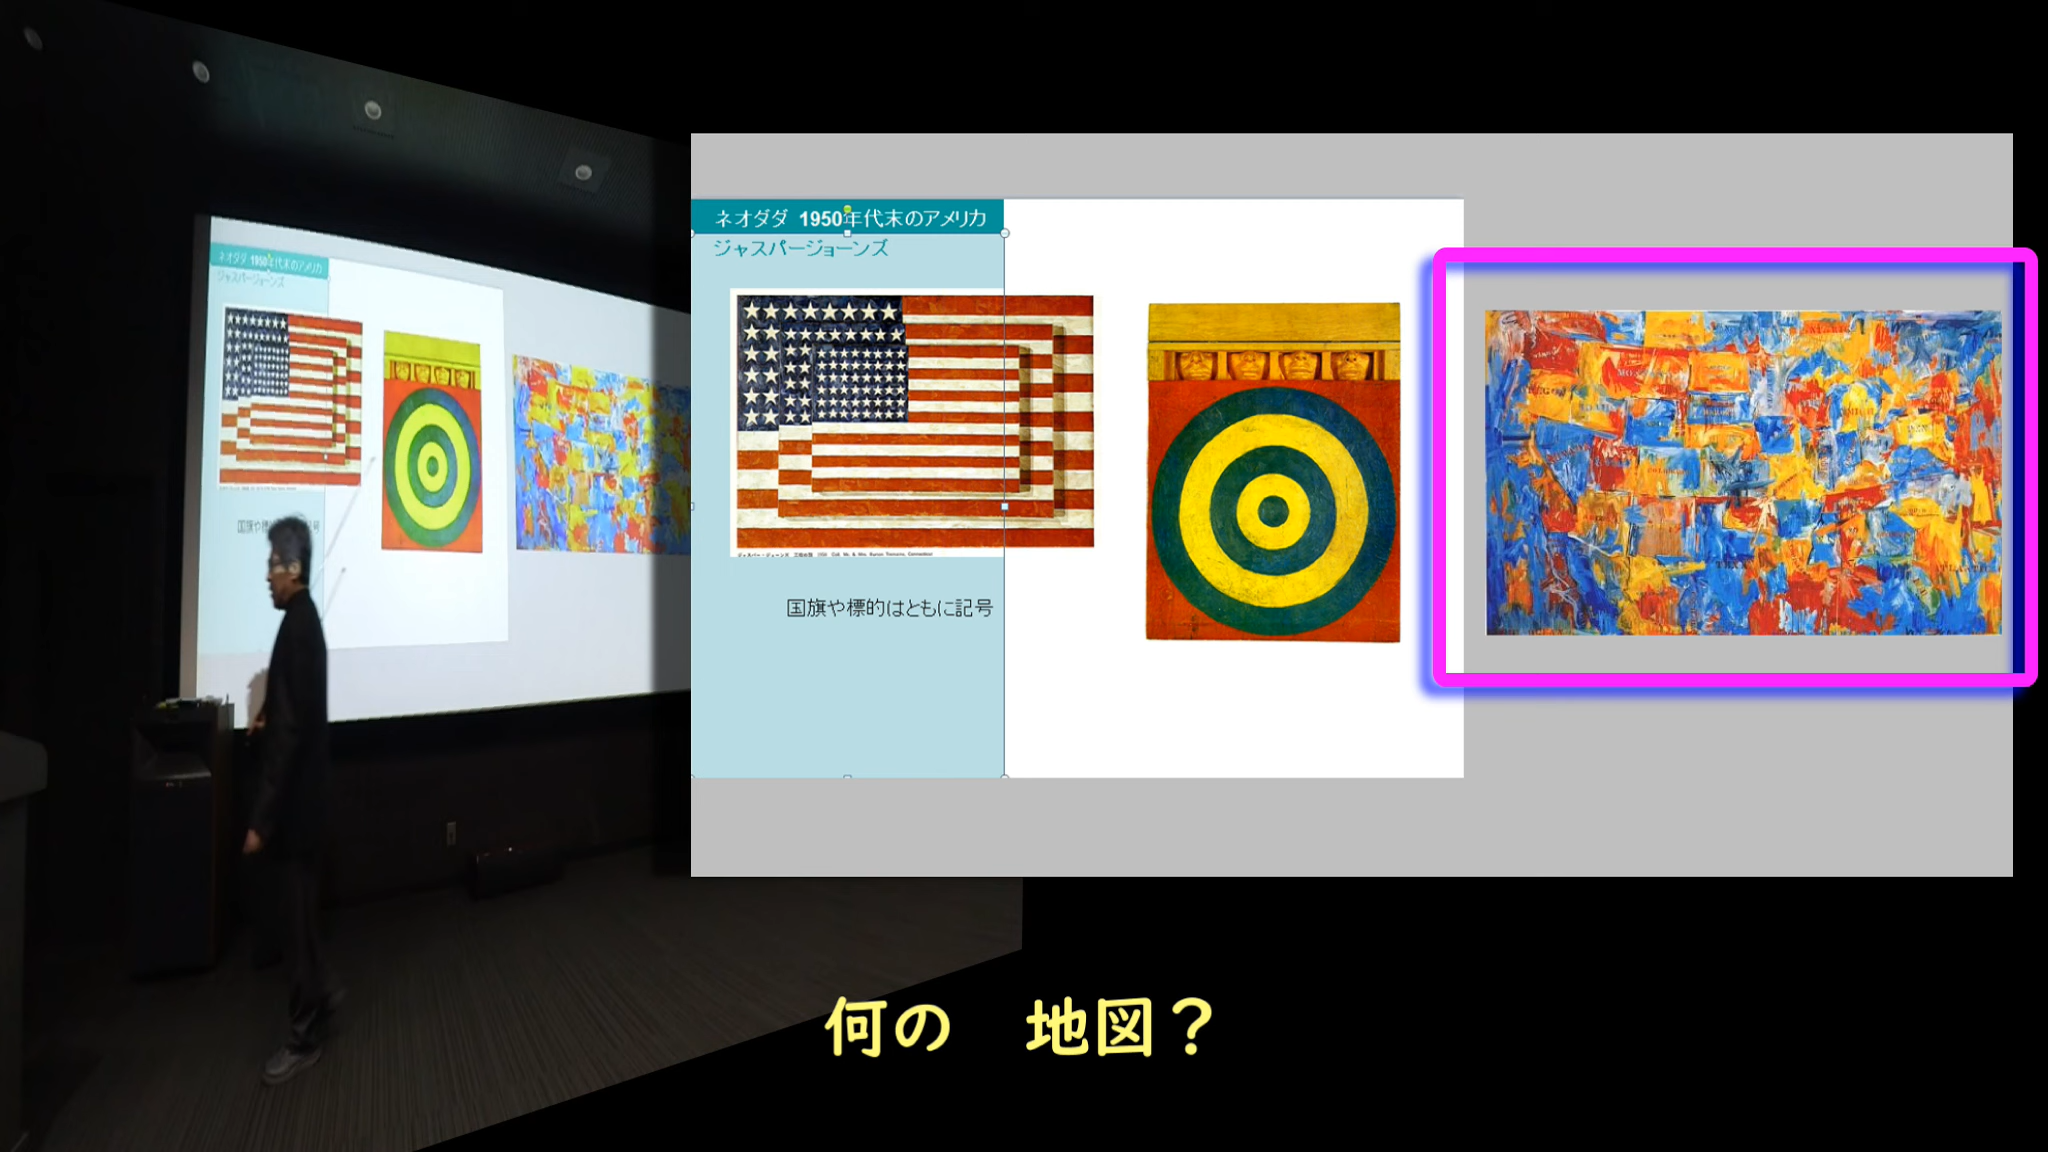 ネオダダ 1950年代末のアメリカ
ジャスパージョーンズ
国旗や標的はともに記号
何の 地図？